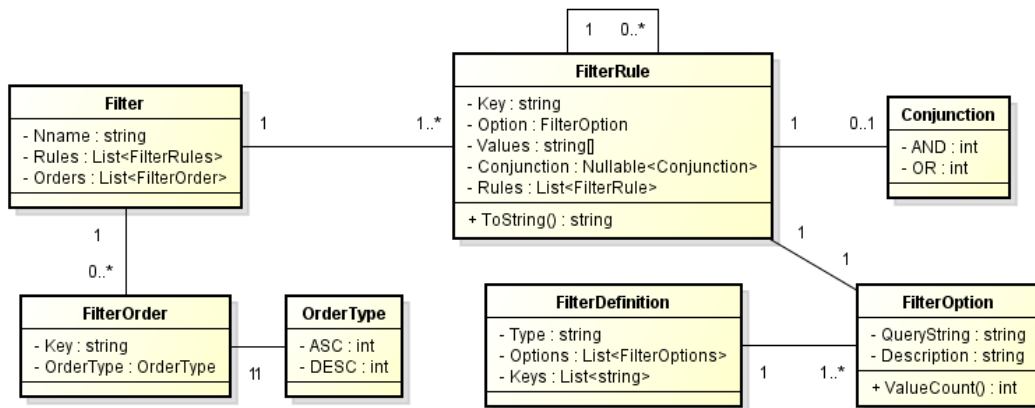 1 0..*
FilterRule
- Key : string
- Option : FilterOption
- Values : string[]
- Conjunction : Nullable<Conjunction>
- Rules : List<FilterRule>
+ ToString() : string
Filter
- Nname : string
- Rules : List<FilterRules>
- Orders : List<FilterOrder>
1
1..*
Conjunction
- AND : int
- OR : int
1
0..1
1
0..*
1
1
FilterOrder
- Key : string
- OrderType : OrderType
OrderType
- ASC : int
- DESC : int
11
FilterDefinition
- Type : string
- Options : List<FilterOptions>
- Keys : List<string>
1
1..*
FilterOption
- QueryString : string
- Description : string
+ ValueCount() : int